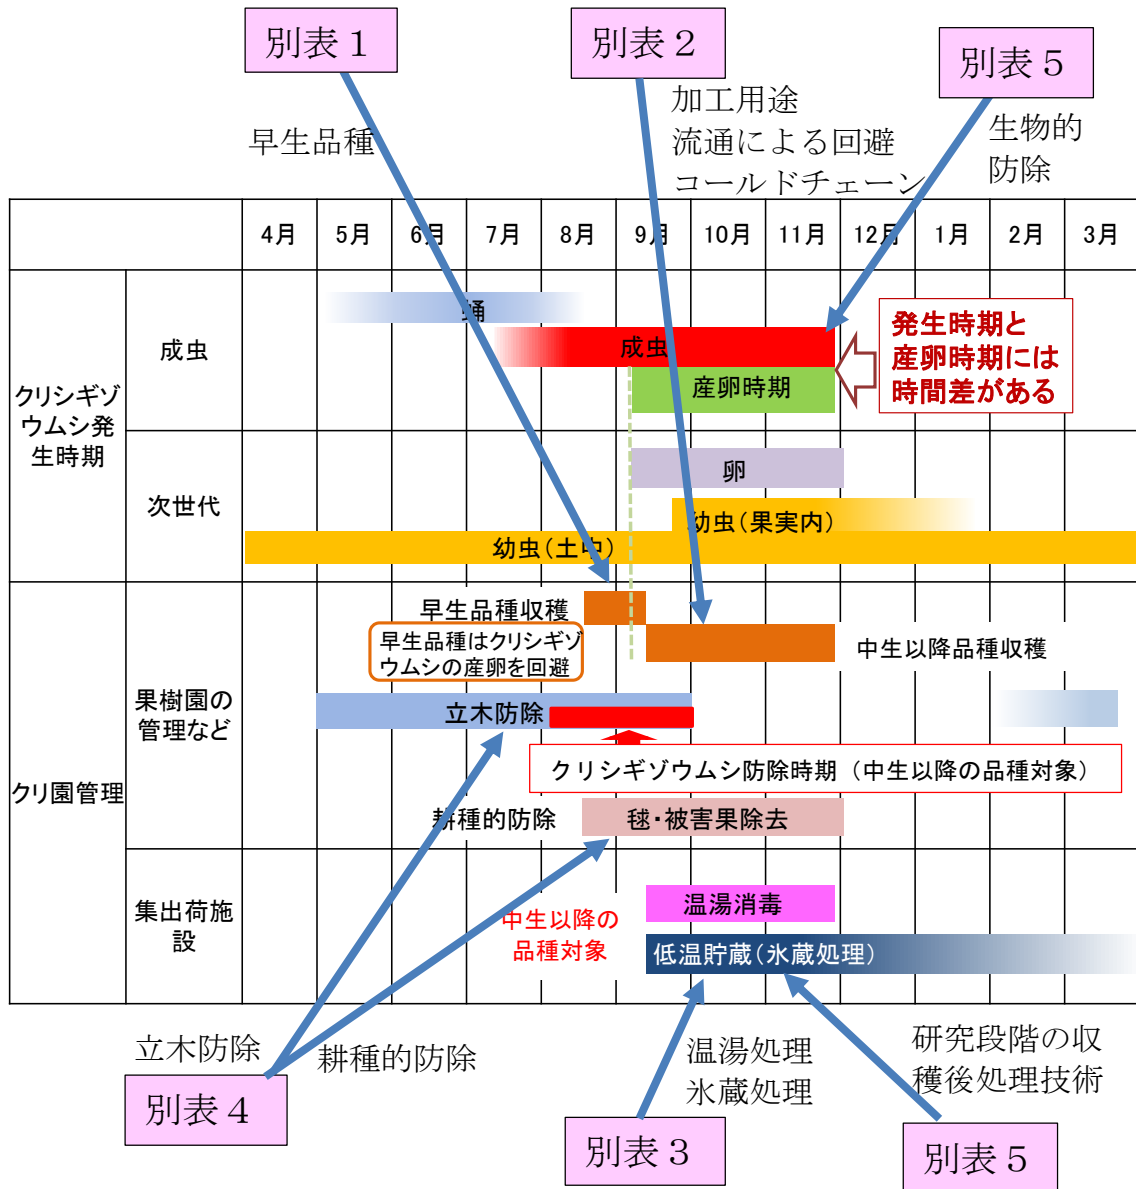 別表１
別表２
別表５
早生品種
加工用途
流通による回避
コールドチェーン
生物的
防除
4月
5月
6月
7月
8月
9月
10月
11月
12月
1月
2月
3月
クリシギゾ
ウムシ発
生時期
成虫
蛹
成虫
産卵時期
発生時期と
産卵時期には
時間差がある
次世代
卵
幼虫(果実内)
幼虫(土中)
クリ園管理
果樹園の
管理など
早生品種収穫
早生品種はクリシギゾ
ウムシの産卵を回避
中生以降品種収穫
立木防除
クリシギゾウムシ防除時期（中生以降の品種対象）
耕種的防除
毬・被害果除去
集出荷施
設
中生以降の
品種対象
温湯消毒
低温貯蔵(氷蔵処理)
立木防除
耕種的防除
温湯処理
氷蔵処理
研究段階の収
穫後処理技術
別表４
別表３
別表５